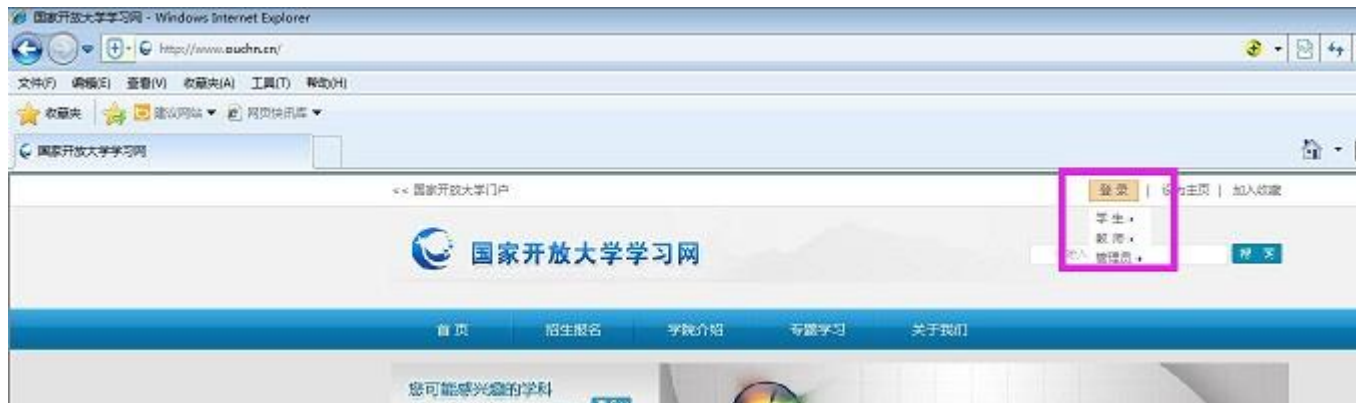 国家开放大学学习网 - Windows Internet Explorer
http://www.ouchn.cn/
文件(F) 编辑(E) 查看(V) 收藏夹(A) 工具(T) 帮助(H)
收藏夹 建议网站 网页快讯库
国家开放大学学习网
<< 国家开放大学门户 登 录 | 设为主页 | 加入收藏
学 生
教 师
管理员
国家开放大学学习网
首 页 招生报名 学院介绍 专题学习 关于我们
您可能感兴趣的学科